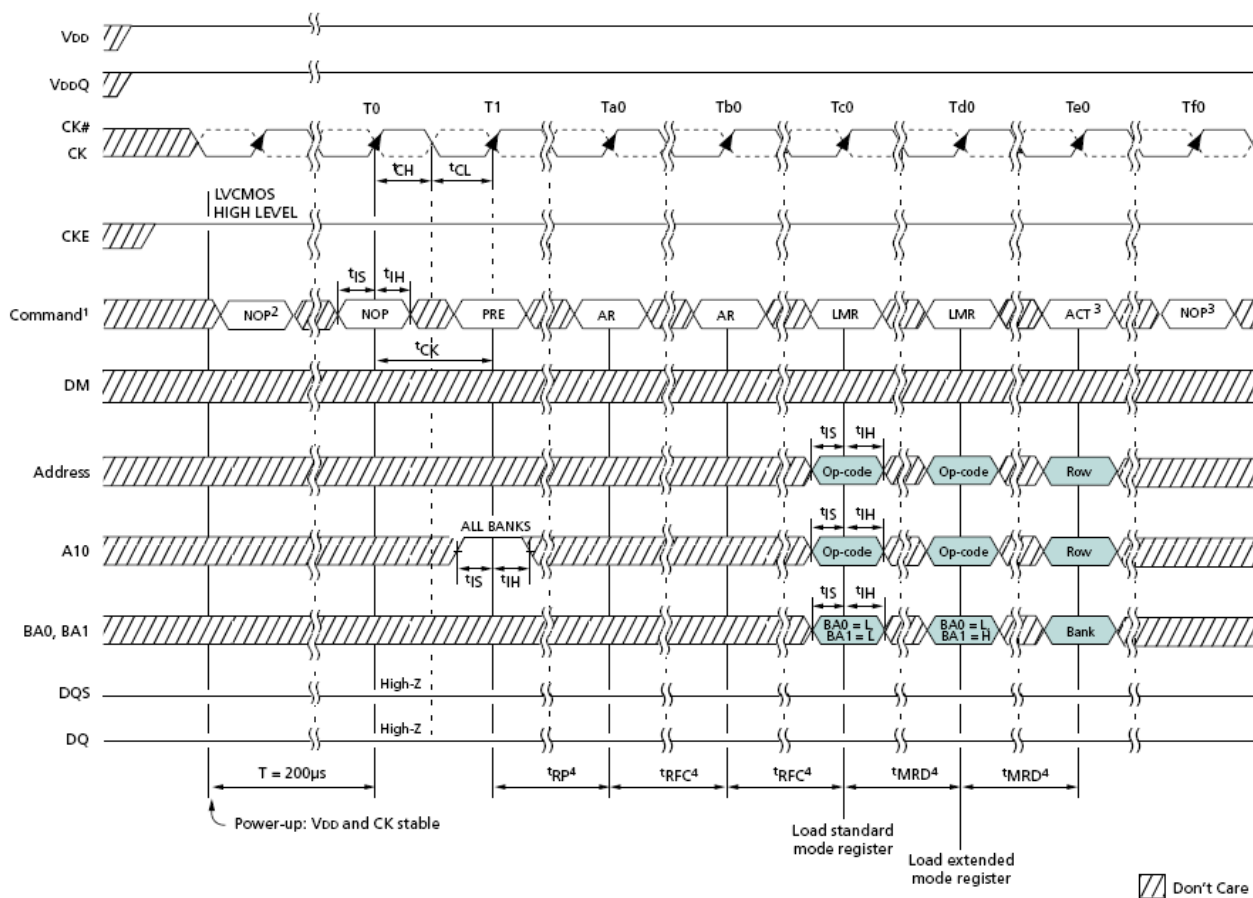 VDD
VDDQ
T0 T1 Ta0 Tb0 Tc0 Td0 Te0 Tf0
CK#
CK
tCH tCL
LVCMOS
HIGH LEVEL
CKE
tIS tIH
Command1 NOP2 NOP PRE AR AR LMR LMR ACT3 NOP3
tCK
DM
tIS tIH
Address Op-code Op-code Row
ALL BANKS tIS tIH
A10 Op-code Op-code Row
tIS tIH
tIS tIH
BA0, BA1 BA0 = L BA1 = L BA0 = L BA1 = H Bank
DQS High-Z
DQ High-Z
T = 200µs tRP4 tRFC4 tRFC4 tMRD4 tMRD4
Power-up: VDD and CK stable
Load standard
mode register
Load extended
mode register
Don't Care